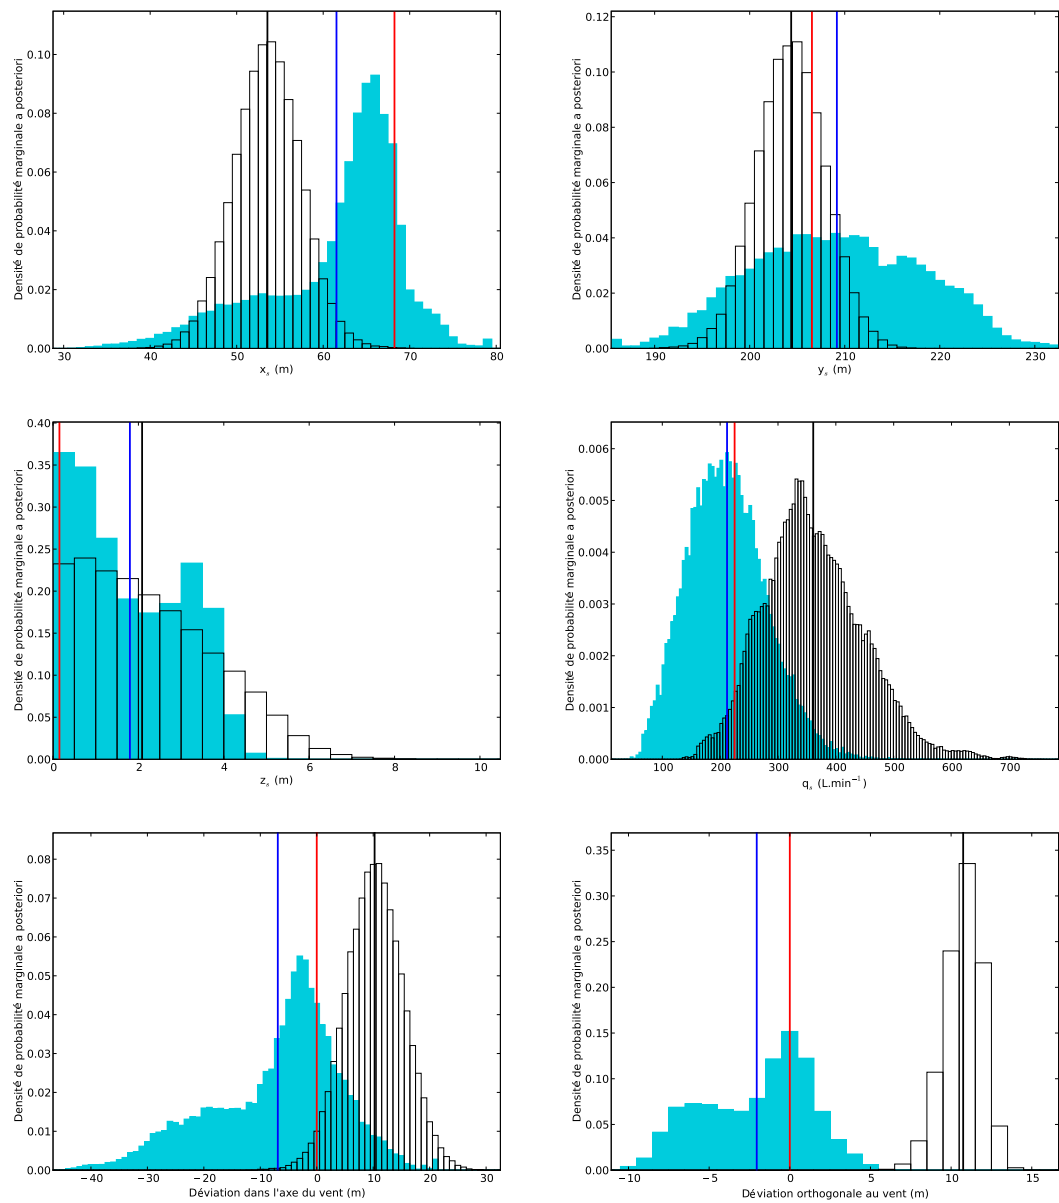 Densité de probabilité marginale a posteriori
0.10
0.08
0.06
0.04
0.02
0.00
30 40 50 60 70 80
x_s (m)
Densité de probabilité marginale a posteriori
0.12
0.10
0.08
0.06
0.04
0.02
0.00
190 200 210 220 230
y_s (m)
Densité de probabilité marginale a posteriori
0.40
0.35
0.30
0.25
0.20
0.15
0.10
0.05
0.00
0 2 4 6 8 10
z_s (m)
Densité de probabilité marginale a posteriori
0.006
0.005
0.004
0.003
0.002
0.001
0.000
100 200 300 400 500 600 700
q_s (L.min⁻¹)
Densité de probabilité marginale a posteriori
0.08
0.07
0.06
0.05
0.04
0.03
0.02
0.01
0.00
−40 −30 −20 −10 0 10 20 30
Déviation dans l'axe du vent (m)
Densité de probabilité marginale a posteriori
0.35
0.30
0.25
0.20
0.15
0.10
0.05
0.00
−10 −5 0 5 10 15
Déviation orthogonale au vent (m)